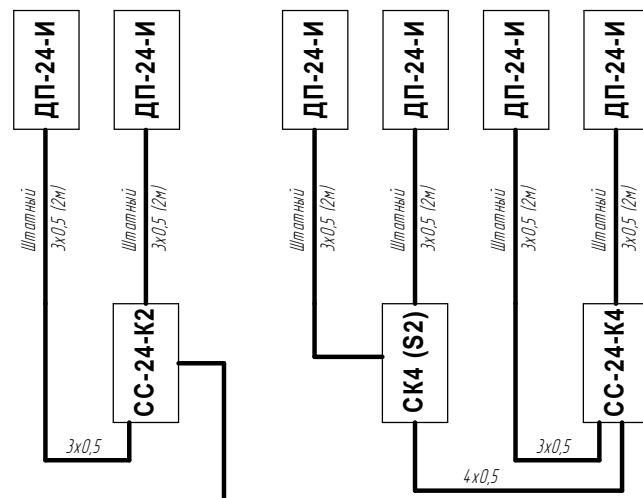 ДП-24-И
ДП-24-И
ДП-24-И
ДП-24-И
ДП-24-И
ДП-24-И
Штатный
3х0,5 (2м)
Штатный
3х0,5 (2м)
Штатный
3х0,5 (2м)
Штатный
3х0,5 (2м)
Штатный
3х0,5 (2м)
Штатный
3х0,5 (2м)
СС-24-К2
СК4 (S2)
СС-24-К4
3х0,5
3х0,5
4х0,5